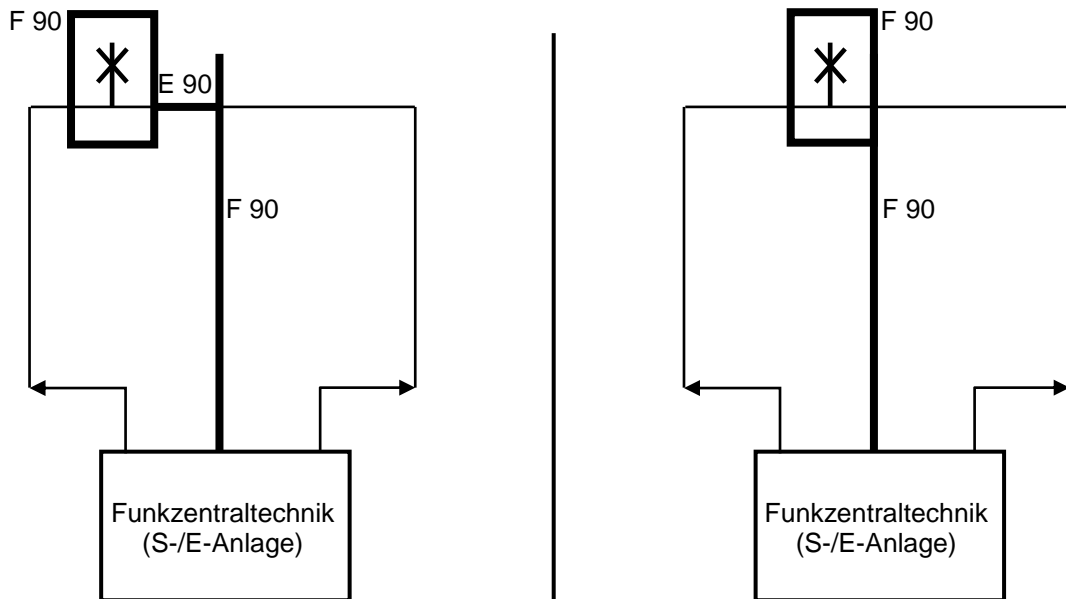 F 90
E 90
F 90
Funkzentraltechnik
(S-/E-Anlage)
F 90
F 90
Funkzentraltechnik
(S-/E-Anlage)